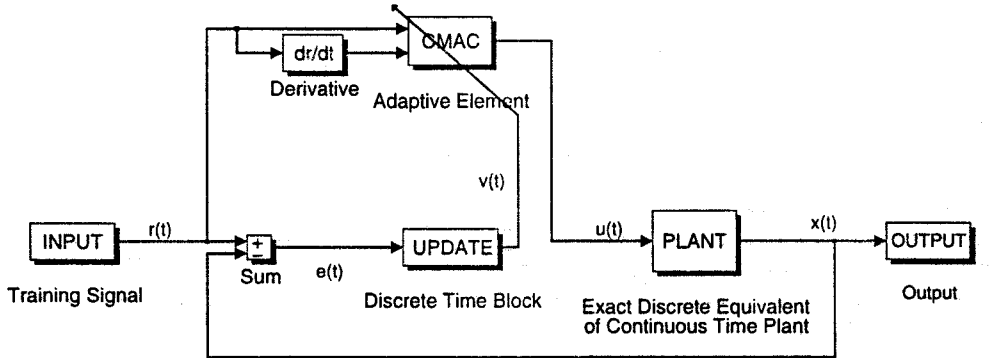 dr/dt
Derivative
CMAC
Adaptive Element
v(t)
INPUT
Training Signal
r(t)
+
−
Sum
e(t)
UPDATE
Discrete Time Block
u(t)
PLANT
Exact Discrete Equivalent
of Continuous Time Plant
x(t)
OUTPUT
Output